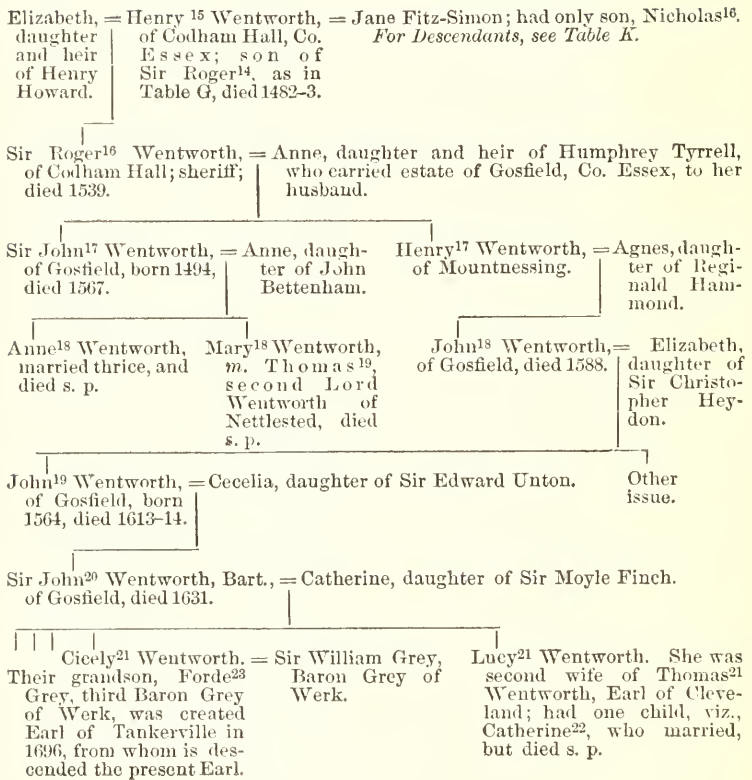 Elizabeth,
daughter
and heir
of Henry
Howard.
= Henry 15 Wentworth,
of Codham Hall, Co.
Essex; son of
Sir Roger14, as in
Table G, died 1482–3.
= Jane Fitz-Simon; had only son, Nicholas16.
For Descendants, see Table K.
Sir Roger16 Wentworth,
of Codham Hall; sheriff;
died 1539.
= Anne, daughter and heir of Humphrey Tyrrell,
who carried estate of Gosfield, Co. Essex, to her
husband.
Sir John17 Wentworth,
of Gosfield, born 1494,
died 1567.
= Anne, daugh-
ter of John
Bettenham.
Henry17 Wentworth,
of Mountnessing.
= Agnes, daugh-
ter of Regi-
nald Ham-
mond.
Anne18 Wentworth,
married thrice, and
died s. p.
Mary18 Wentworth,
m. Thomas19,
second Lord
Wentworth of
Nettlested, died
s. p.
John18 Wentworth,
of Gosfield, died 1588.
= Elizabeth,
daughter of
Sir Christo-
pher Hey-
don.
John19 Wentworth,
of Gosfield, born
1564, died 1613–14.
= Cecelia, daughter of Sir Edward Unton.
Other
issue.
Sir John20 Wentworth, Bart.,
of Gosfield, died 1631.
= Catherine, daughter of Sir Moyle Finch.
Cicely21 Wentworth.
Their grandson, Forde23
Grey, third Baron Grey
of Werk, was created
Earl of Tankerville in
1696, from whom is des-
cended the present Earl.
= Sir William Grey,
Baron Grey of
Werk.
Lucy21 Wentworth. She was
second wife of Thomas21
Wentworth, Earl of Cleve-
land; had one child, viz.,
Catherine22, who married,
but died s. p.